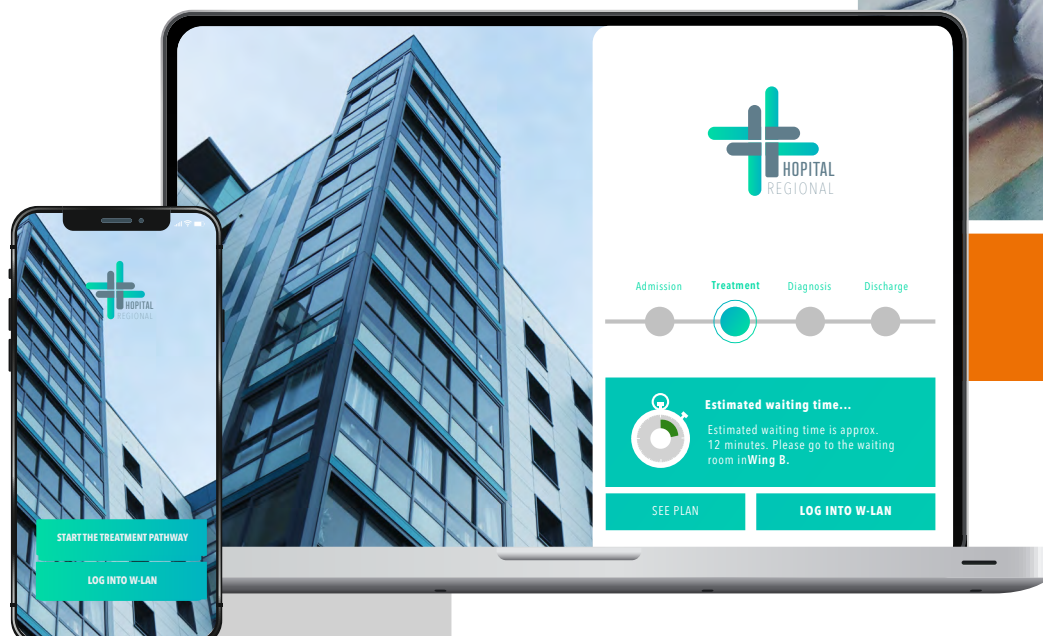 HOPITAL
REGIONAL
Admission
Treatment
Diagnosis
Discharge
Estimated waiting time...
Estimated waiting time is approx.
12 minutes. Please go to the waiting
room inWing B.
SEE PLAN
LOG INTO W-LAN
HOPITAL
REGIONAL
START THE TREATMENT PATHWAY
LOG INTO W-LAN